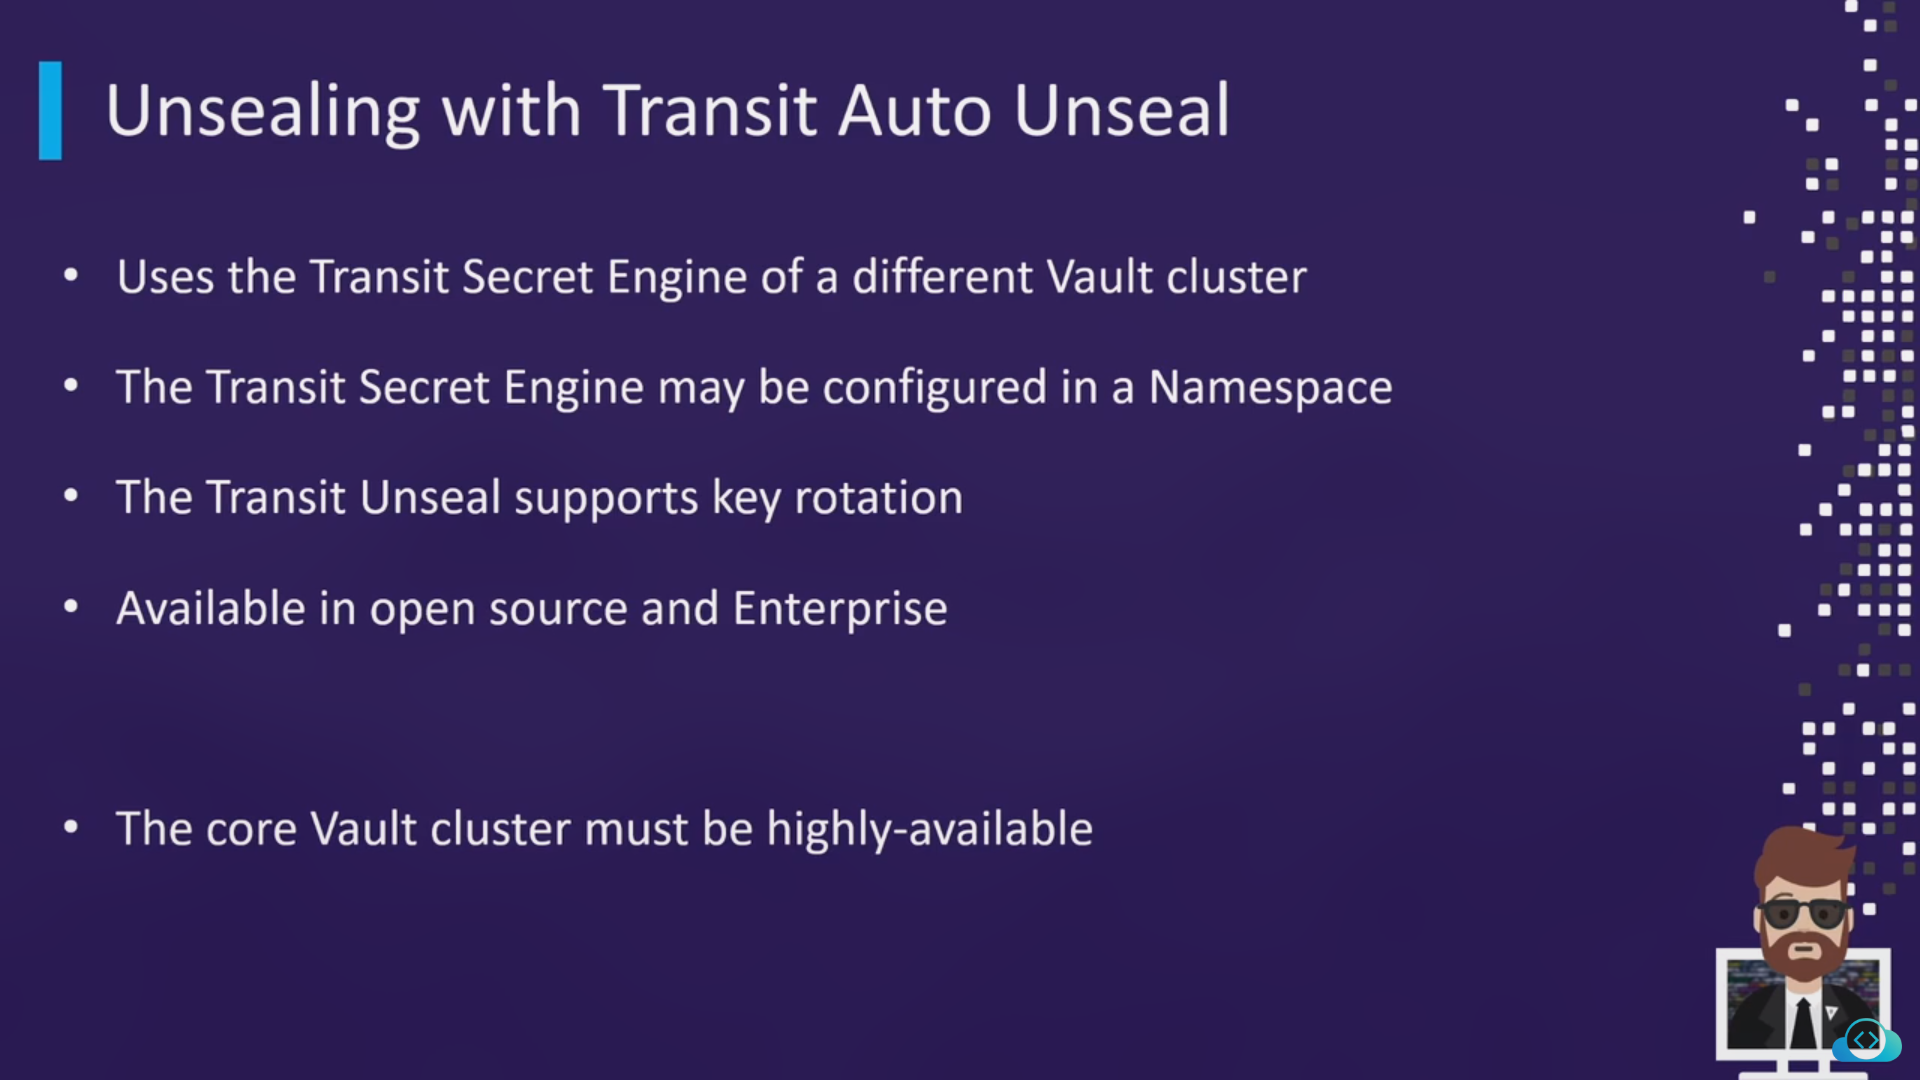 Unsealing with Transit Auto Unseal
• Uses the Transit Secret Engine of a different Vault cluster
• The Transit Secret Engine may be configured in a Namespace
• The Transit Unseal supports key rotation
• Available in open source and Enterprise
• The core Vault cluster must be highly-available